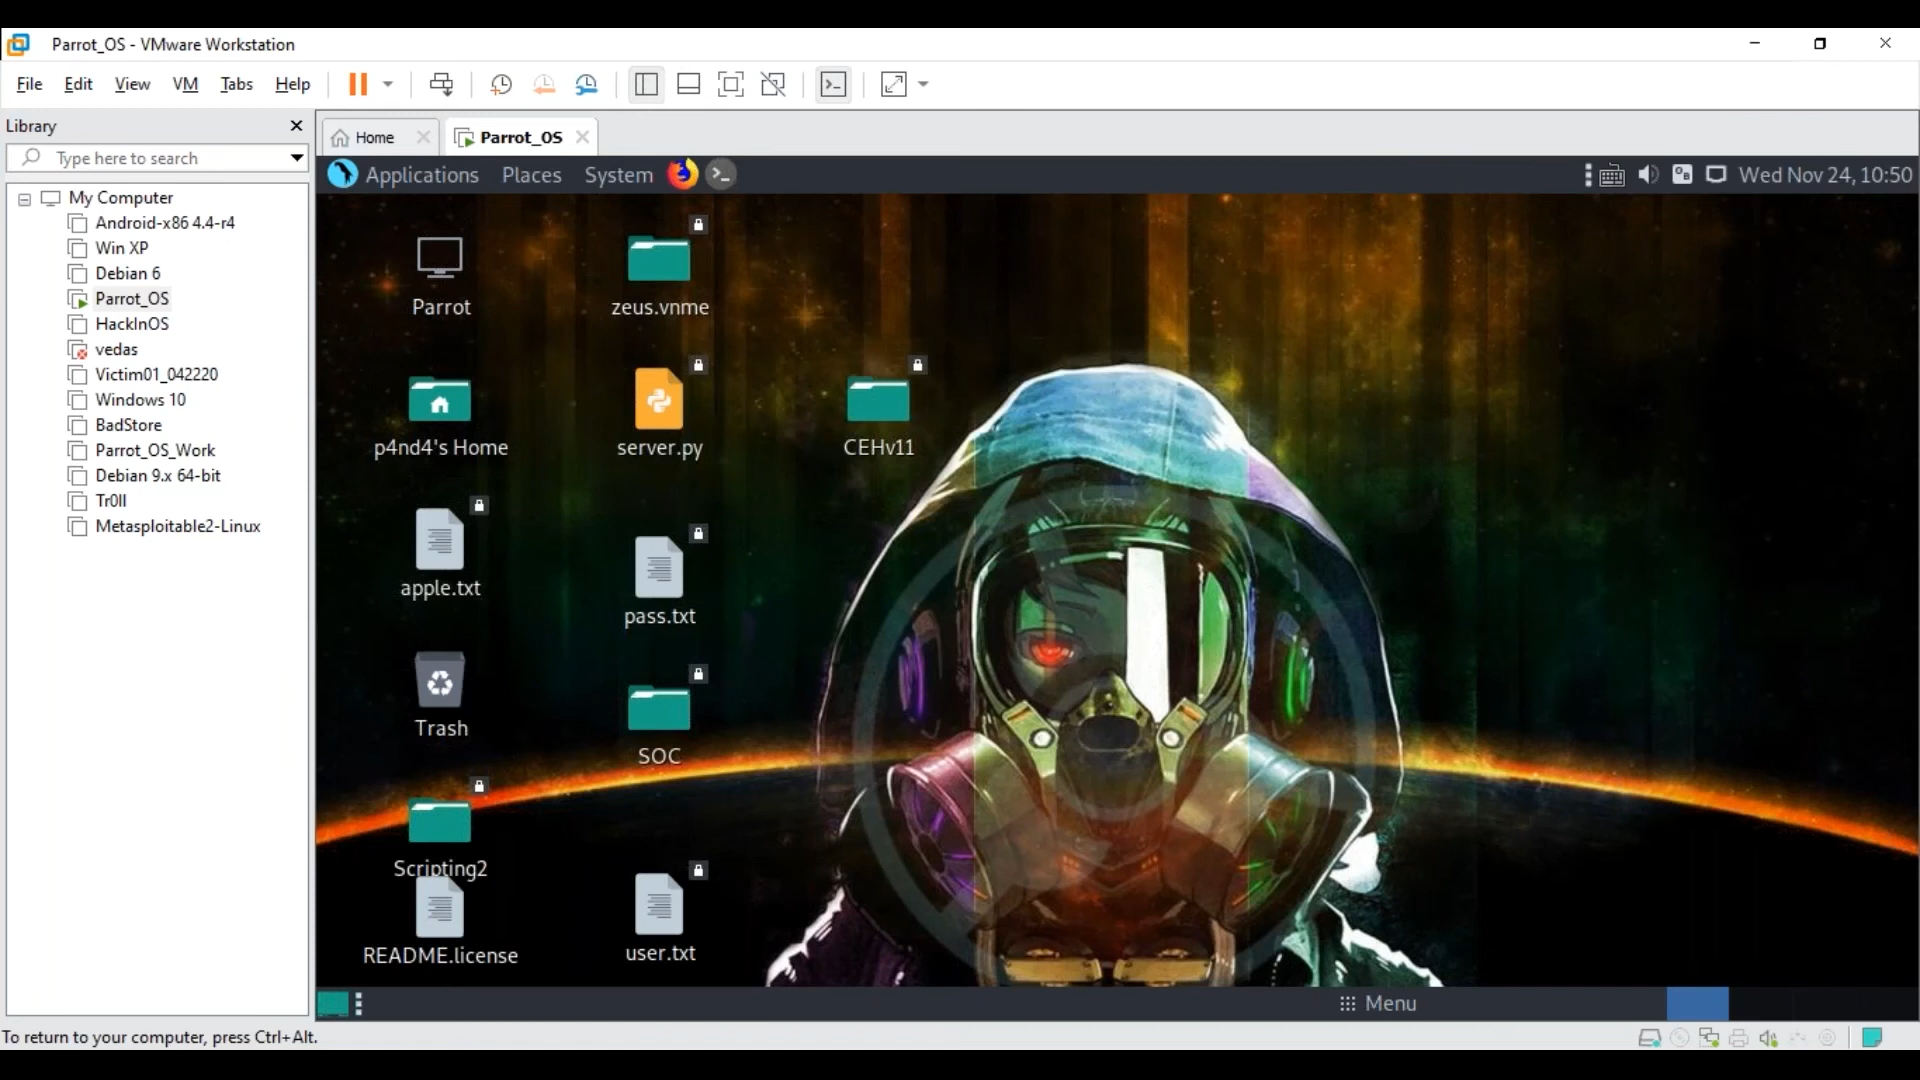 Parrot_OS - VMware Workstation
File Edit View VM Tabs Help
Library
Type here to search
My Computer
Android-x86 4.4-r4
Win XP
Debian 6
Parrot_OS
HackInOS
vedas
Victim01_042220
Windows 10
BadStore
Parrot_OS_Work
Debian 9.x 64-bit
Tr0ll
Metasploitable2-Linux
Home Parrot_OS
Applications Places System Wed Nov 24, 10:50
Parrot zeus.vnme
p4nd4's Home server.py CEHv11
apple.txt pass.txt
Trash SOC
Scripting2
README.license user.txt
Menu
To return to your computer, press Ctrl+Alt.